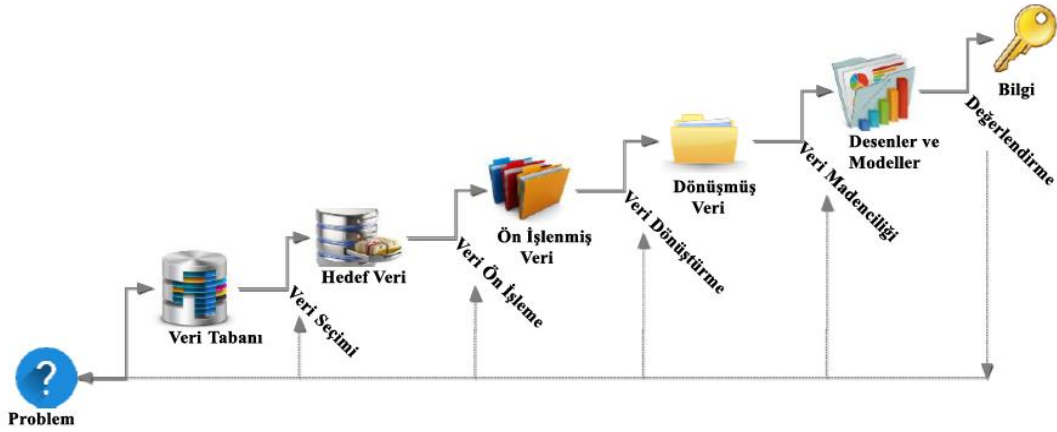 Problem
Veri Tabanı
Veri Seçimi
Hedef Veri
Veri Ön İşleme
Ön İşlenmiş
Veri
Veri Dönüştürme
Dönüşmüş
Veri
Veri Madenciliği
Desenler ve
Modeller
Değerlendirme
Bilgi